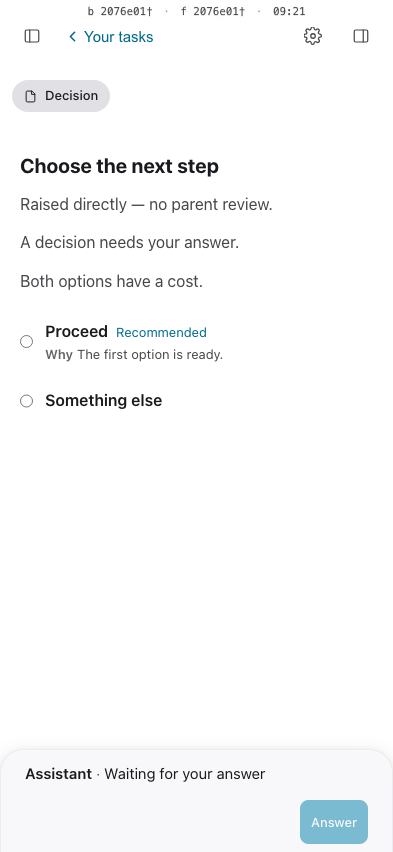 b 2076e01† · f 2076e01† · 09:21
Your tasks
Decision
Choose the next step
Raised directly — no parent review.
A decision needs your answer.
Both options have a cost.
Proceed Recommended
Why The first option is ready.
Something else
Assistant · Waiting for your answer
Answer